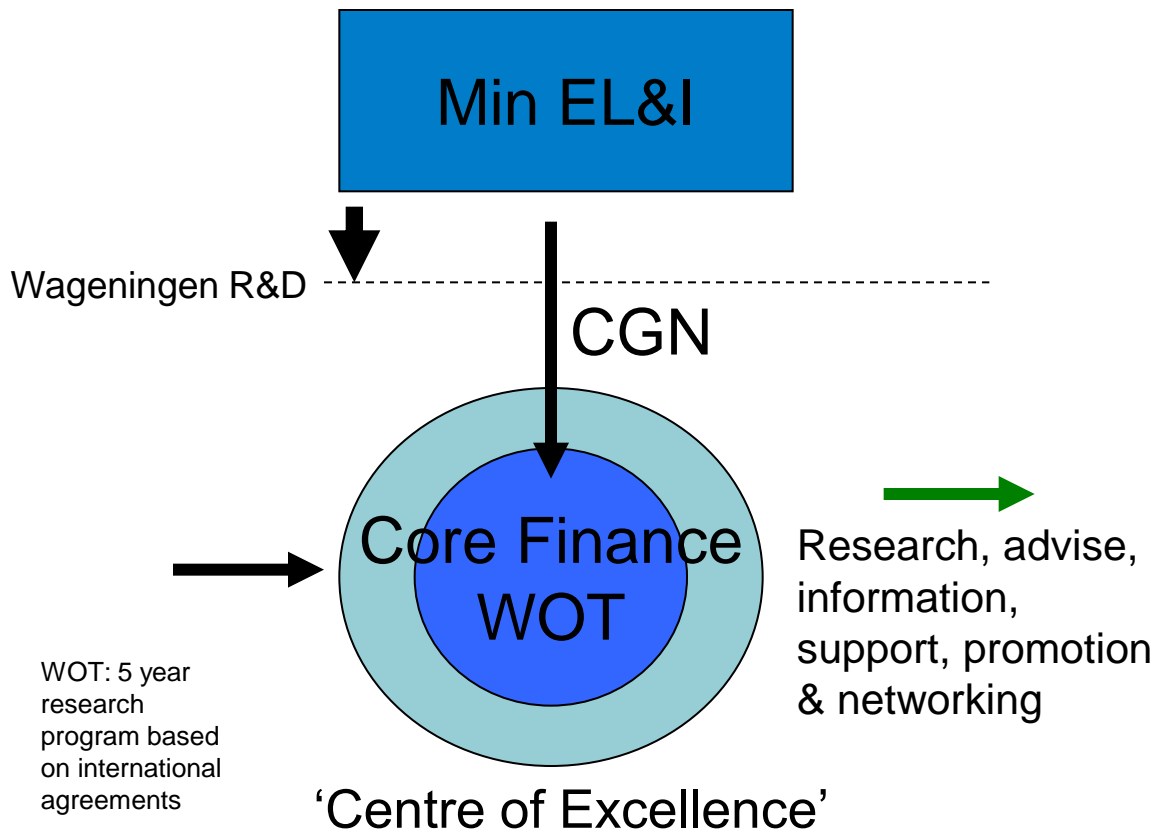 Min EL&I
Wageningen R&D
CGN
Core Finance
WOT
Research, advise,
information,
support, promotion
& networking
WOT: 5 year
research
program based
on international
agreements
‘Centre of Excellence’